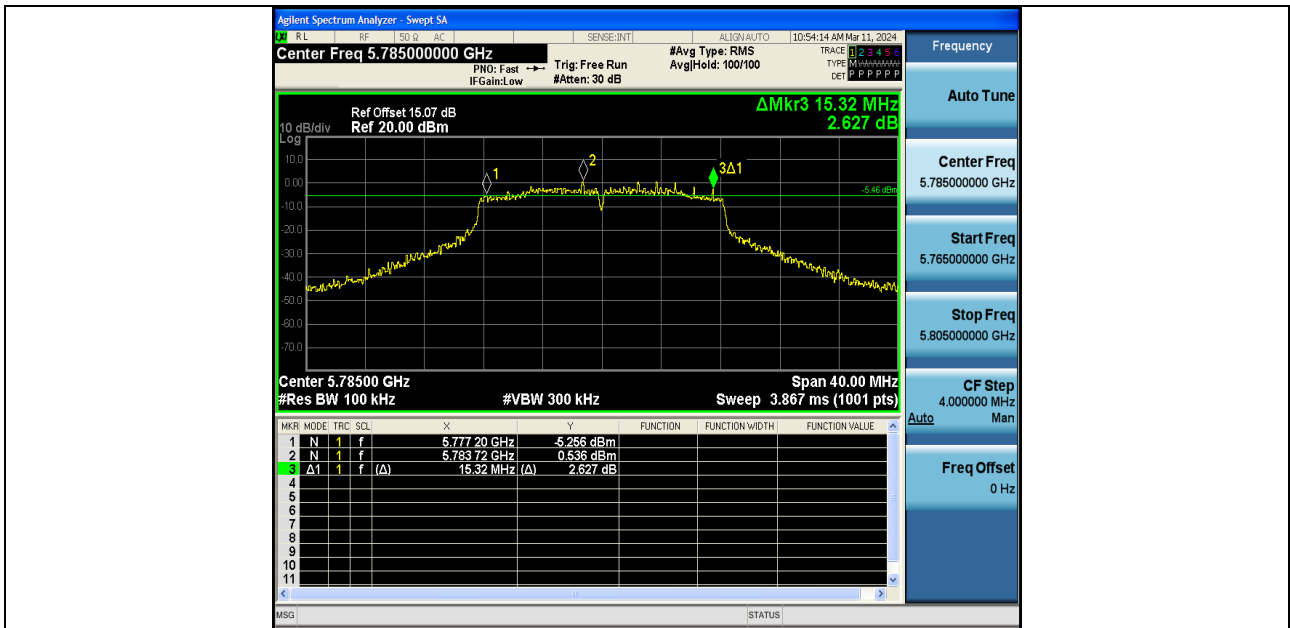 Agilent Spectrum Analyzer - Swept SA
LXI RL RF 50 Ω AC SENSE:INT ALIGNAUTO 10:54:14 AM Mar 11, 2024
Center Freq 5.785000000 GHz
PNO: Fast
IFGain:Low
Trig: Free Run
#Atten: 30 dB
#Avg Type: RMS
Avg|Hold: 100/100
TRACE 1 2 3 4 5 6
TYPE M
DET P P P P P P
ΔMkr3 15.32 MHz
2.627 dB
Ref Offset 15.07 dB
10 dB/div Ref 20.00 dBm
Log
10.0
0.00
-10.0
-20.0
-30.0
-40.0
-50.0
-60.0
-70.0
1
2
3Δ1
-5.46 dBm
Center 5.78500 GHz Span 40.00 MHz
#Res BW 100 kHz #VBW 300 kHz Sweep 3.867 ms (1001 pts)
MKR MODE TRC SCL X Y FUNCTION FUNCTION WIDTH FUNCTION VALUE
1 N 1 f 5.777 20 GHz -5.256 dBm
2 N 1 f 5.783 72 GHz 0.536 dBm
3 Δ1 1 f (Δ) 15.32 MHz (Δ) 2.627 dB
4
5
6
7
8
9
10
11
MSG STATUS
Frequency
Auto Tune
Center Freq
5.785000000 GHz
Start Freq
5.765000000 GHz
Stop Freq
5.805000000 GHz
CF Step
4.000000 MHz
Auto Man
Freq Offset
0 Hz